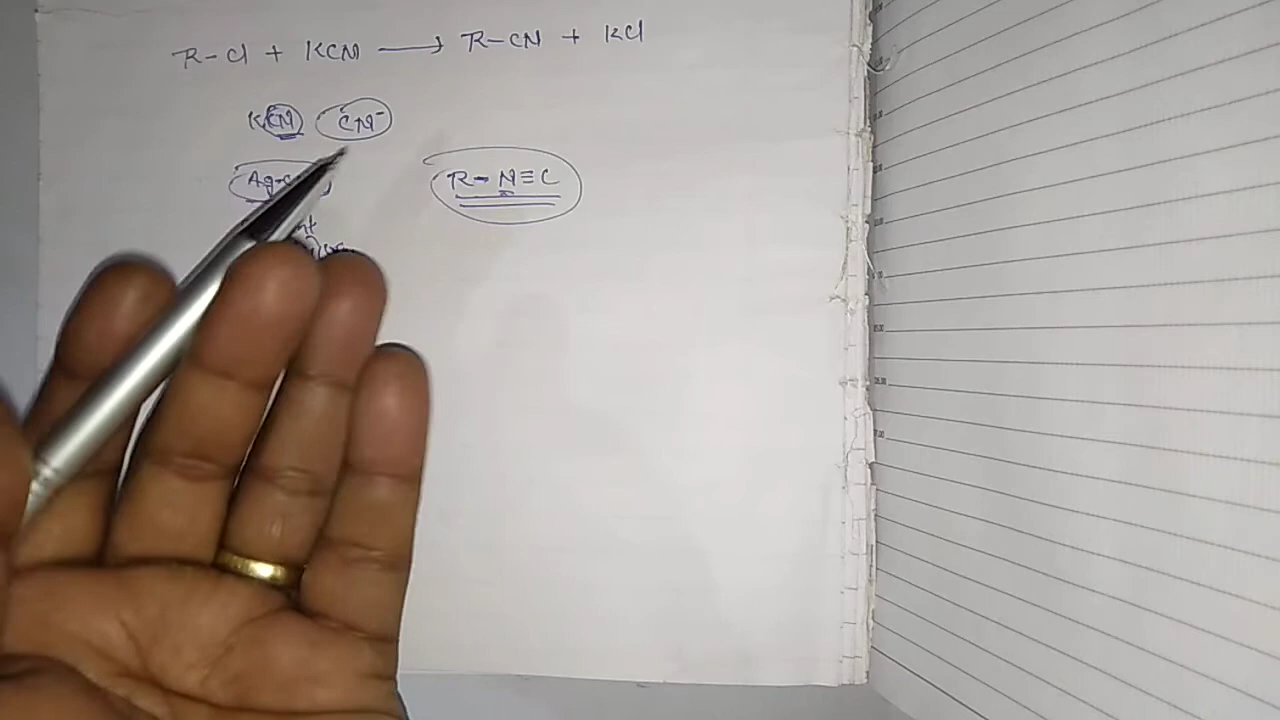 R-Cl + KCN ⟶ R-CN + KCl
KCN CN⁻
R-N≡C